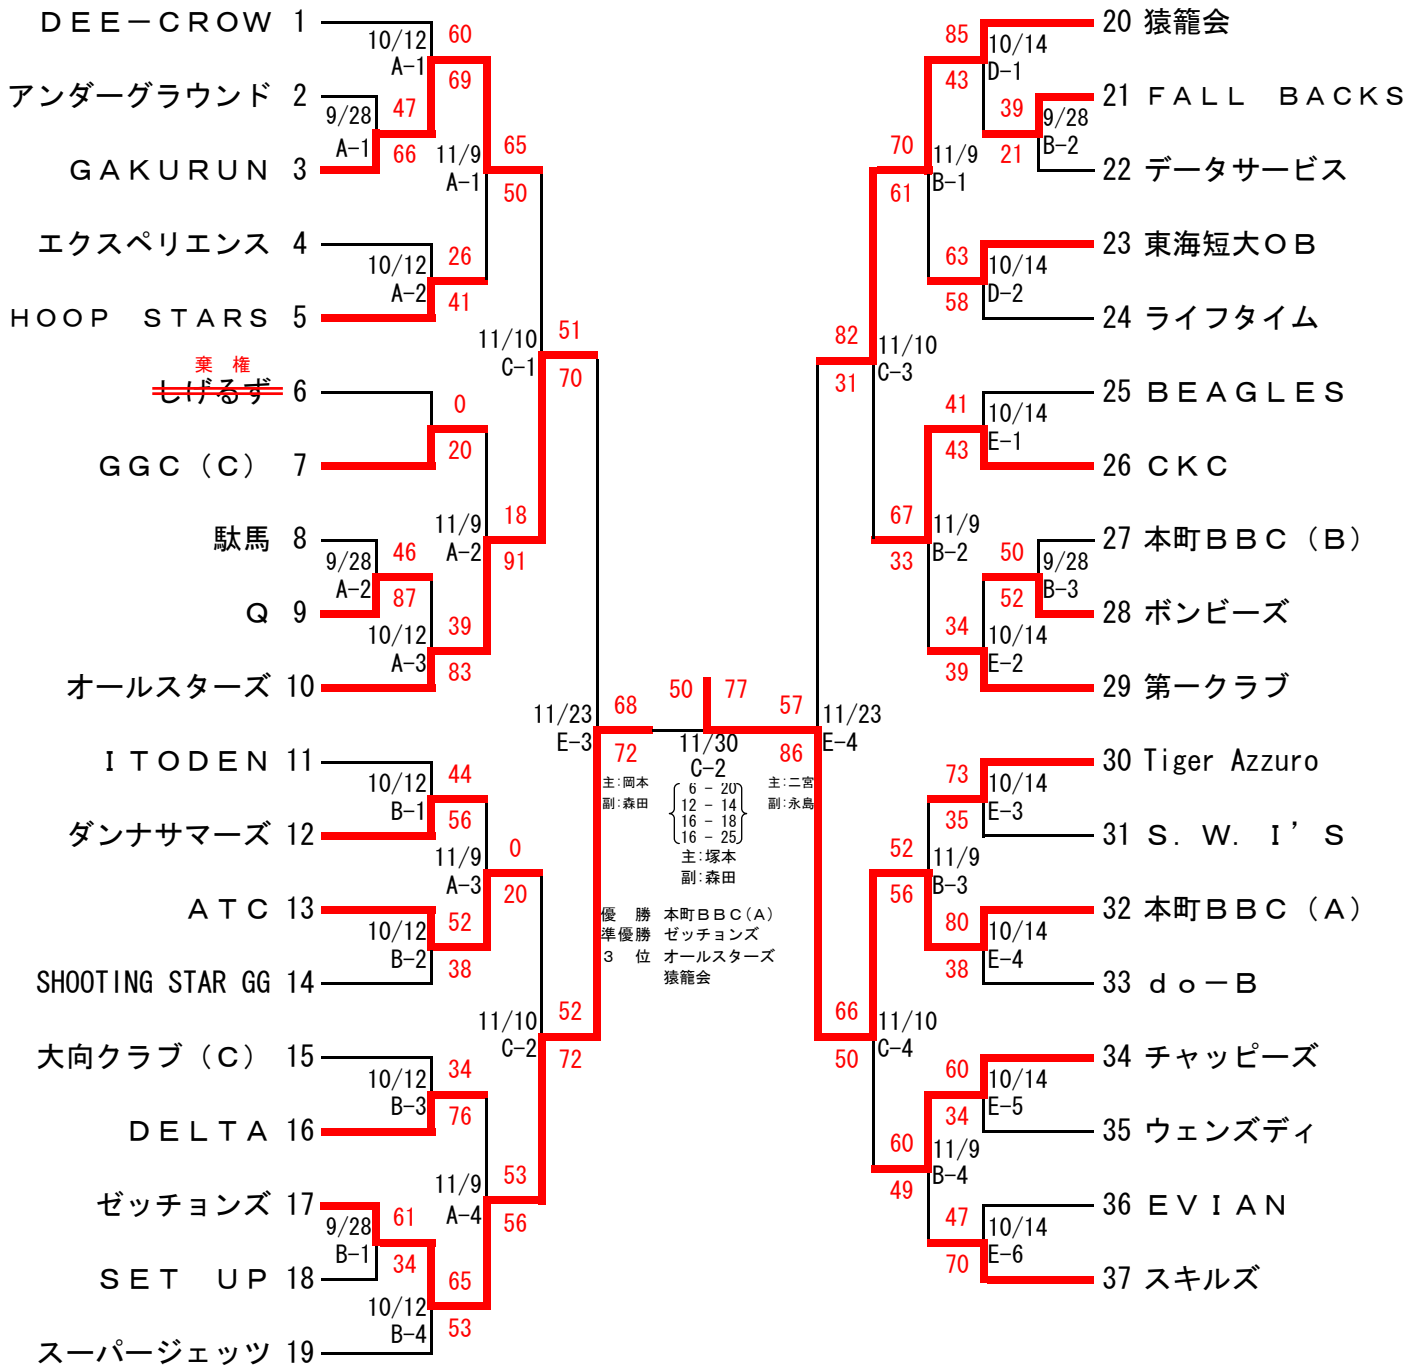 ＤＥＥ－ＣＲＯＷ 1
10/12
A-1
60
69
アンダーグラウンド 2
9/28
A-1
47
66
ＧＡＫＵＲＵＮ 3
11/9
A-1
65
50
エクスペリエンス 4
10/12
A-2
26
41
ＨＯＯＰ　ＳＴＡＲＳ 5
11/10
C-1
51
70
棄権
しげるず 6
0
20
ＧＧＣ（Ｃ） 7
11/9
A-2
18
91
駄馬 8
9/28
A-2
46
87
Ｑ 9
10/12
A-3
39
83
オールスターズ 10
11/23
E-3
68
72
ＩＴＯＤＥＮ 11
10/12
B-1
44
56
ダンナサマーズ 12
11/9
A-3
0
20
ＡＴＣ 13
10/12
B-2
52
38
SHOOTING STAR GG 14
11/10
C-2
52
72
大向クラブ（Ｃ） 15
10/12
B-3
34
76
ＤＥＬＴＡ 16
11/9
A-4
53
56
ゼッチョンズ 17
9/28
B-1
61
34
ＳＥＴ　ＵＰ 18
10/12
B-4
65
53
スーパージェッツ 19
50 77
11/30
C-2
主:岡本
副:森田
6 - 20
12 - 14
16 - 18
16 - 25
主:塚本
副:森田
主:二宮
副:永島
優　勝 本町ＢＢＣ(Ａ)
準優勝 ゼッチョンズ
３　位 オールスターズ
猿籠会
20 猿籠会
85
43
10/14
D-1
21 ＦＡＬＬ　ＢＡＣＫＳ
39
21
9/28
B-2
22 データサービス
70
61
11/9
B-1
23 東海短大ＯＢ
63
58
10/14
D-2
24 ライフタイム
82
31
11/10
C-3
25 ＢＥＡＧＬＥＳ
41
43
10/14
E-1
26 ＣＫＣ
67
33
11/9
B-2
27 本町ＢＢＣ（Ｂ）
50
52
9/28
B-3
28 ボンビーズ
34
39
10/14
E-2
29 第一クラブ
57
86
11/23
E-4
30 Tiger Azzuro
73
35
10/14
E-3
31 Ｓ．Ｗ．Ｉ’Ｓ
52
56
11/9
B-3
32 本町ＢＢＣ（Ａ）
80
38
10/14
E-4
33 ｄｏ－Ｂ
66
50
11/10
C-4
34 チャッピーズ
60
34
10/14
E-5
35 ウェンズディ
60
49
11/9
B-4
36 ＥＶＩＡＮ
47
70
10/14
E-6
37 スキルズ